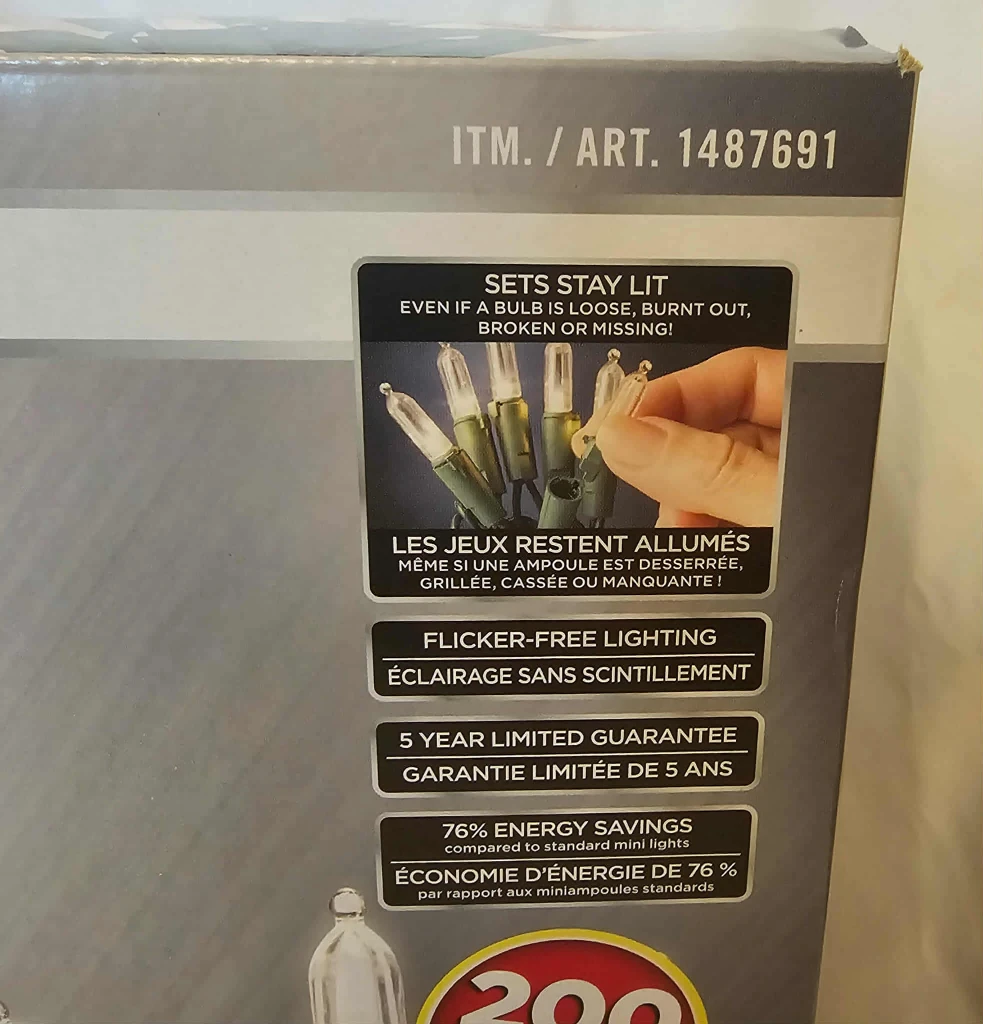 ITM. / ART. 1487691
SETS STAY LIT
EVEN IF A BULB IS LOOSE, BURNT OUT,
BROKEN OR MISSING!
LES JEUX RESTENT ALLUMÉS
MÊME SI UNE AMPOULE EST DESSERRÉE,
GRILLÉE, CASSÉE OU MANQUANTE !
FLICKER-FREE LIGHTING
ÉCLAIRAGE SANS SCINTILLEMENT
5 YEAR LIMITED GUARANTEE
GARANTIE LIMITÉE DE 5 ANS
76% ENERGY SAVINGS
compared to standard mini lights
ÉCONOMIE D'ÉNERGIE DE 76 %
par rapport aux miniampoules standards
200